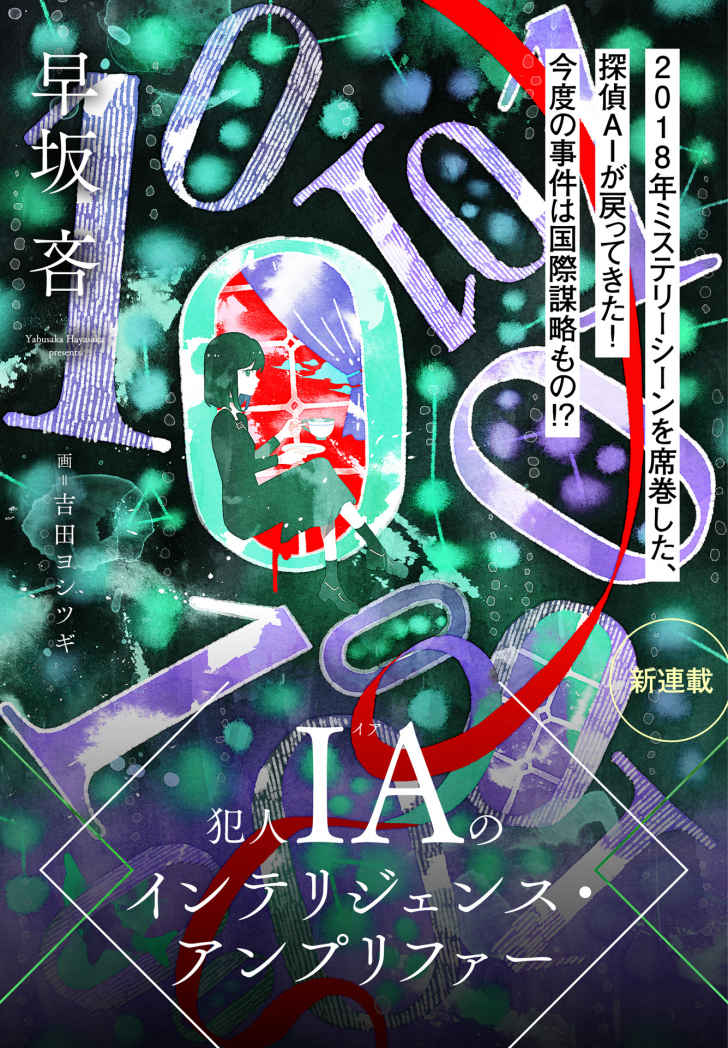 2018年ミステリーシーンを席巻した、
探偵AIが戻ってきた！
今度の事件は国際謀略もの!?
早坂 吝
Yabusaka Hayasaka
presents
画＝吉田ヨシツギ
新連載
イア
犯人IAの
インテリジェンス・
アンプリファー